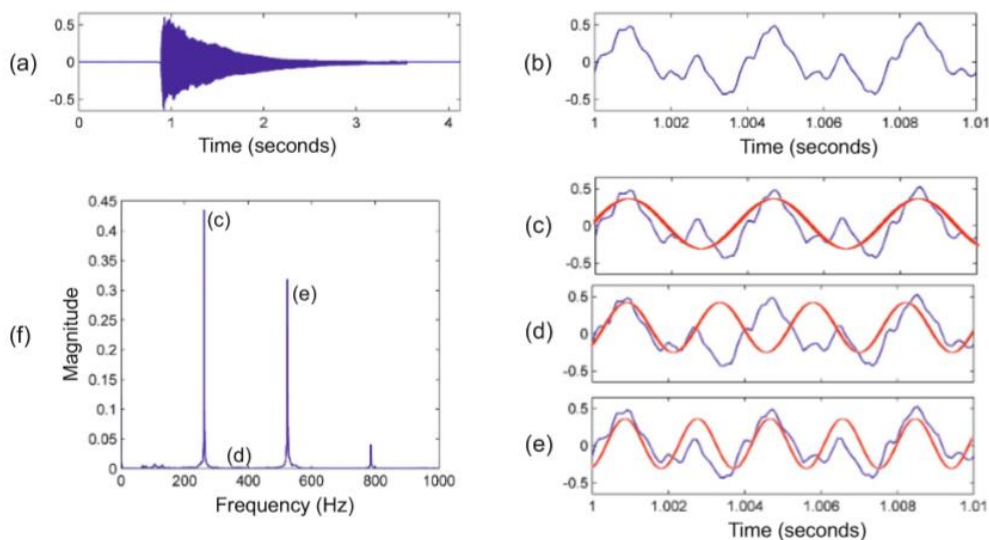 (a)
0.5
0
-0.5
0 1 2 3 4
Time (seconds)
(b)
0.5
0
-0.5
1 1.002 1.004 1.006 1.008 1.01
Time (seconds)
(f)
Magnitude
0.45
0.4
0.35
0.3
0.25
0.2
0.15
0.1
0.05
0
(c)
(e)
(d)
0 200 400 600 800 1000
Frequency (Hz)
(c)
0.5
0
-0.5
(d)
0.5
0
-0.5
(e)
0.5
0
-0.5
1 1.002 1.004 1.006 1.008 1.01
Time (seconds)